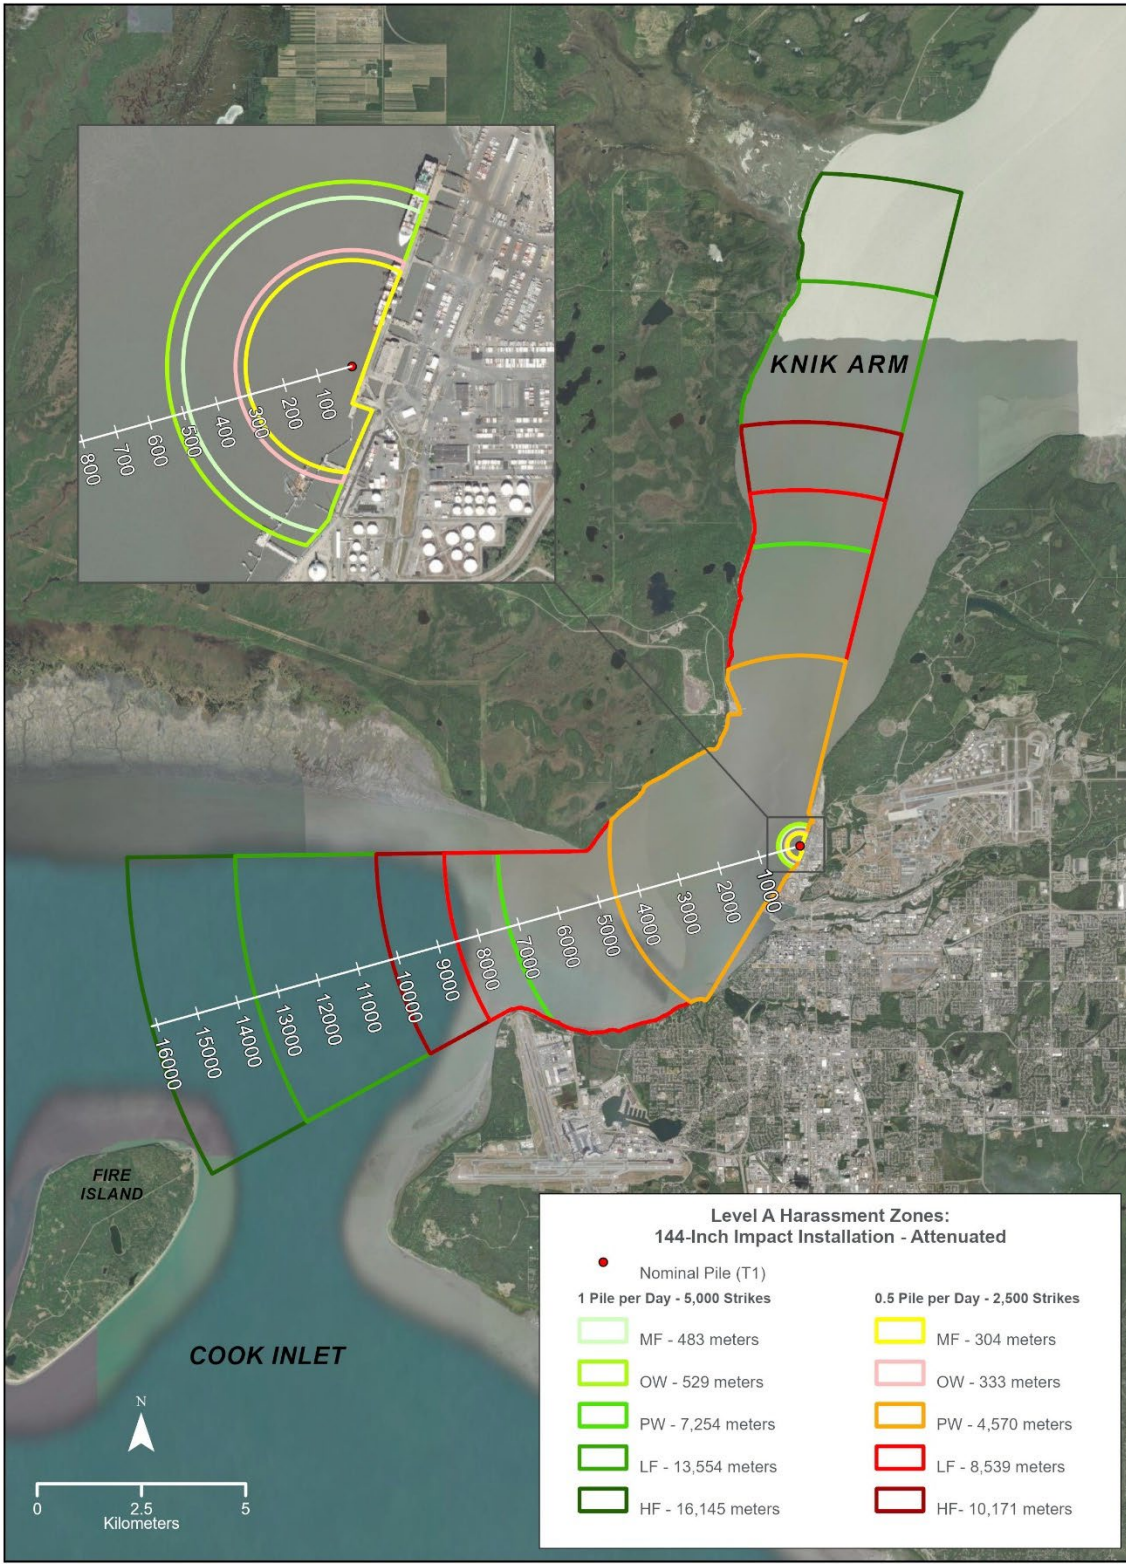 100
200
300
400
500
600
700
800
KNIK ARM
1000
2000
3000
4000
5000
6000
7000
8000
9000
10000
11000
12000
13000
14000
15000
16000
FIRE
ISLAND
COOK INLET
N
0 2.5 5
Kilometers
Level A Harassment Zones:
144-Inch Impact Installation - Attenuated
Nominal Pile (T1)
1 Pile per Day - 5,000 Strikes 0.5 Pile per Day - 2,500 Strikes
MF - 483 meters MF - 304 meters
OW - 529 meters OW - 333 meters
PW - 7,254 meters PW - 4,570 meters
LF - 13,554 meters LF - 8,539 meters
HF - 16,145 meters HF- 10,171 meters